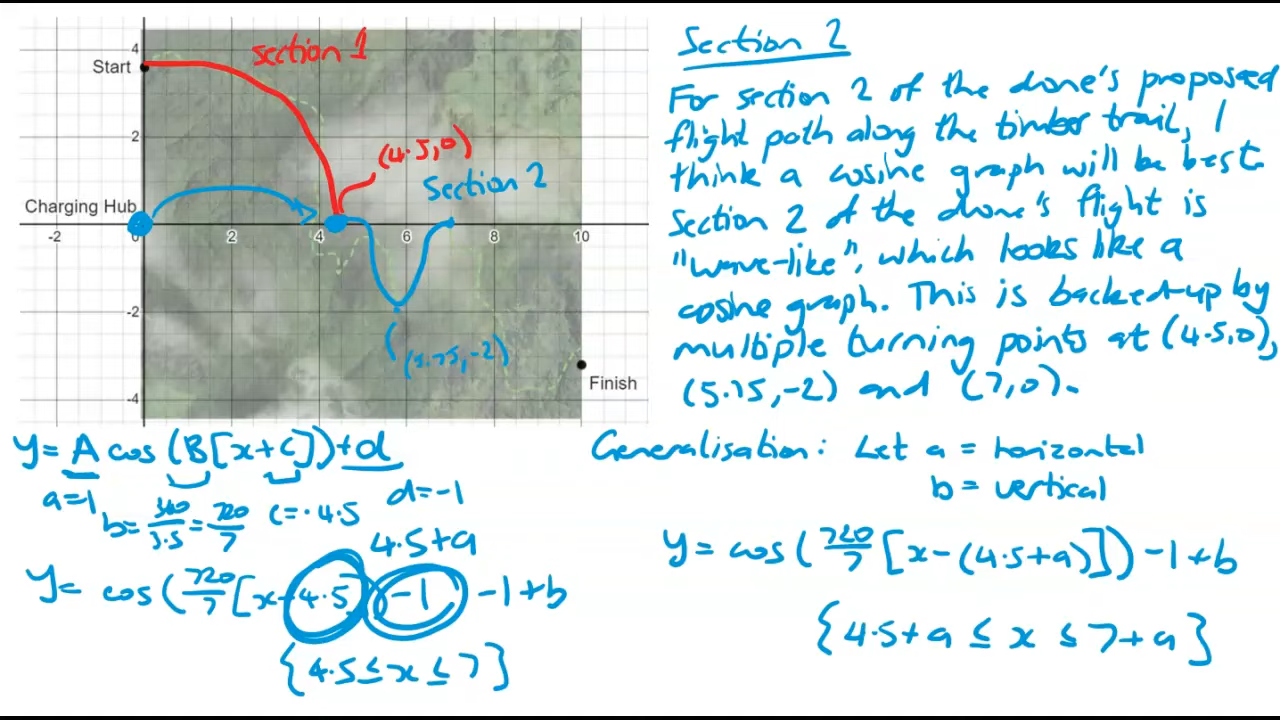 Section 2
For section 2 of the drone's proposed
flight path along the timber trail, I
think a cosine graph will be best.
Section 2 of the drone's flight is
"wave-like", which looks like a
cosine graph. This is backed-up by
multiple turning points at (4.5,0),
(5.75,-2) and (7,0).
4
Start
section 1
2
(4.5,0)
Section 2
Charging Hub
-2 0 2 4 6 8 10
-2
(5.75,-2)
Finish
-4
y = A cos (B[x+c])+d
a=1
b= 360/3.5 = 720/7
c=-4.5
d=-1
4.5+a
y= cos (720/7 [x-4.5]) -1 -1+b
{4.5 ≤ x ≤ 7}
Generalisation: Let a = horizontal
b = vertical
y = cos (720/7 [x-(4.5+a)]) -1+b
{4.5+a ≤ x ≤ 7+a}